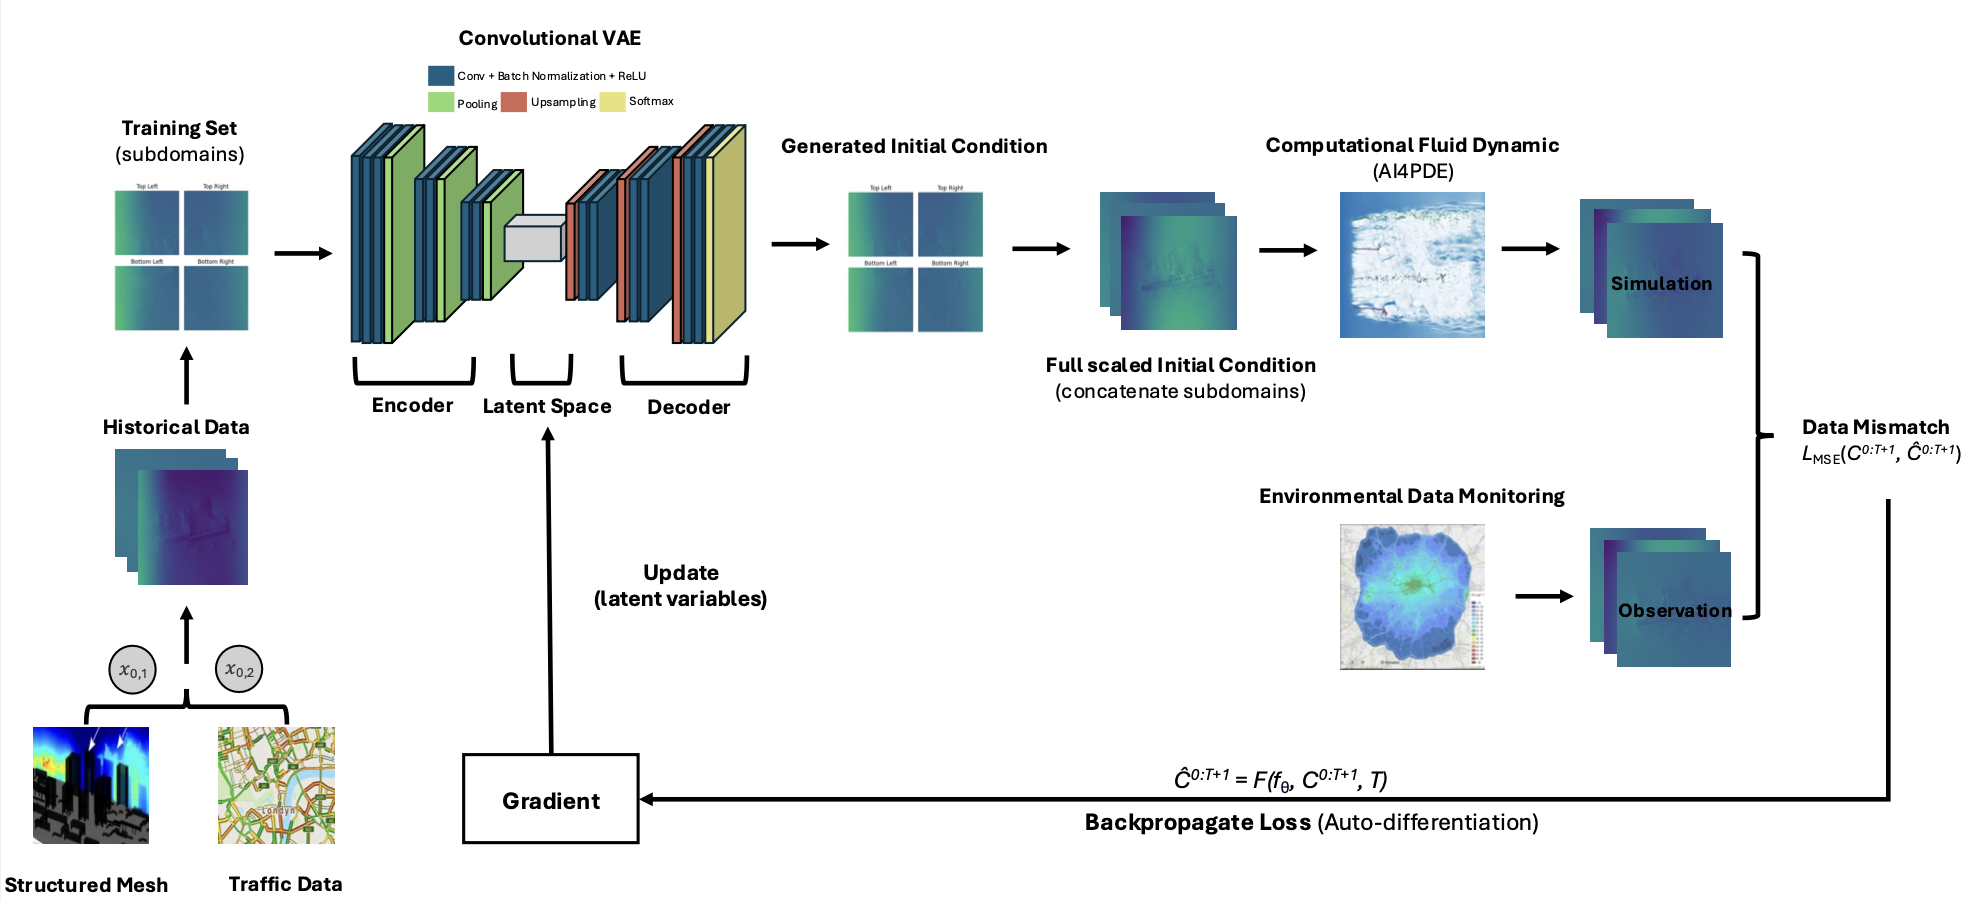 Convolutional VAE
Conv + Batch Normalization + ReLU
Pooling
Upsampling
Softmax
Training Set
(subdomains)
Top Left
Top Right
Bottom Left
Bottom Right
Encoder
Latent Space
Decoder
Generated Initial Condition
Top Left
Top Right
Bottom Left
Bottom Right
Full scaled Initial Condition
(concatenate subdomains)
Computational Fluid Dynamic
(AI4PDE)
Simulation
Historical Data
Data Mismatch
L_MSE(C^0:T+1, Ĉ^0:T+1)
Environmental Data Monitoring
Observation
Update
(latent variables)
x_0,1
x_0,2
Gradient
Ĉ^0:T+1 = F(f_θ, C^0:T+1, T)
Backpropagate Loss (Auto-differentiation)
Londyn
Structured Mesh
Traffic Data